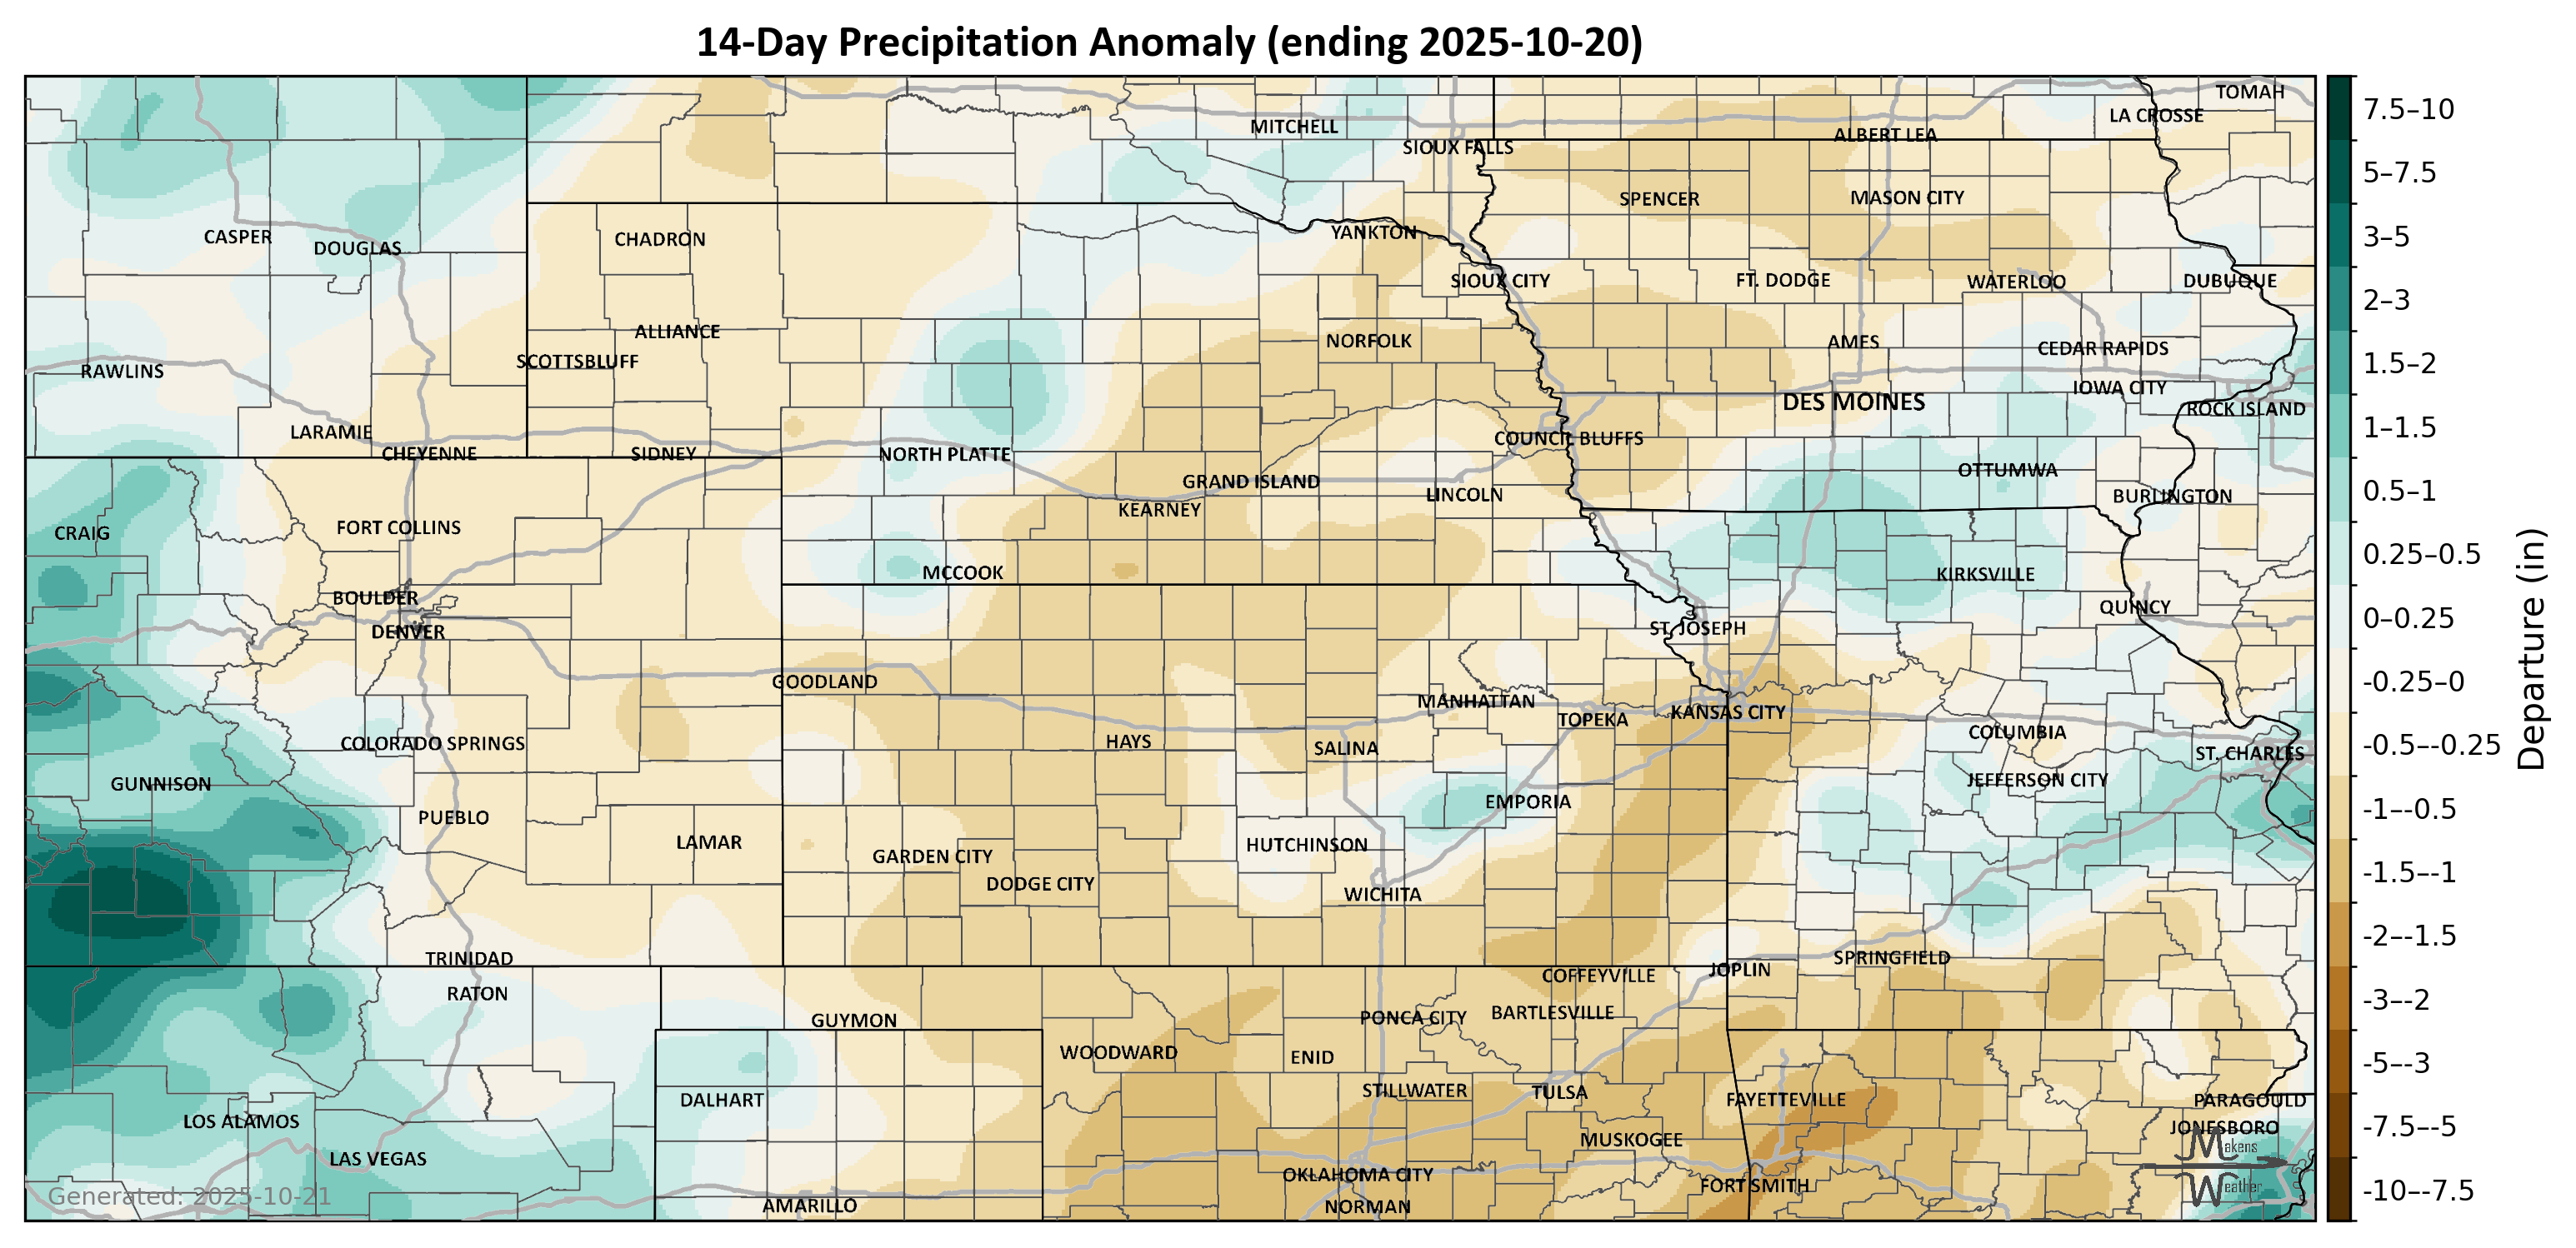 14-Day Precipitation Anomaly (ending 2025-10-20)
TOMAH
LA CROSSE
MITCHELL
ALBERT LEA
SIOUX FALLS
SPENCER
MASON CITY
CASPER
DOUGLAS
CHADRON
YANKTON
SIOUX CITY
FT. DODGE
WATERLOO
DUBUQUE
ALLIANCE
NORFOLK
AMES
CEDAR RAPIDS
SCOTTSBLUFF
RAWLINS
IOWA CITY
DES MOINES
ROCK ISLAND
LARAMIE
COUNCIL BLUFFS
CHEYENNE
SIDNEY
NORTH PLATTE
OTTUMWA
GRAND ISLAND
LINCOLN
BURLINGTON
KEARNEY
CRAIG
FORT COLLINS
MCCOOK
KIRKSVILLE
BOULDER
QUINCY
DENVER
ST. JOSEPH
GOODLAND
MANHATTAN
TOPEKA
KANSAS CITY
COLORADO SPRINGS
HAYS
SALINA
COLUMBIA
ST. CHARLES
GUNNISON
JEFFERSON CITY
PUEBLO
EMPORIA
LAMAR
HUTCHINSON
GARDEN CITY
DODGE CITY
WICHITA
TRINIDAD
SPRINGFIELD
COFFEYVILLE
JOPLIN
RATON
GUYMON
PONCA CITY
BARTLESVILLE
WOODWARD
ENID
STILLWATER
TULSA
DALHART
FAYETTEVILLE
PARAGOULD
LOS ALAMOS
JONESBORO
MUSKOGEE
LAS VEGAS
OKLAHOMA CITY
FORT SMITH
AMARILLO
NORMAN
Makens
Weather
Generated: 2025-10-21
7.5–10
5–7.5
3–5
2–3
1.5–2
1–1.5
0.5–1
0.25–0.5
0–0.25
-0.25–0
-0.5–-0.25
-1–-0.5
-1.5–-1
-2–-1.5
-3–-2
-5–-3
-7.5–-5
-10–-7.5
Departure (in)